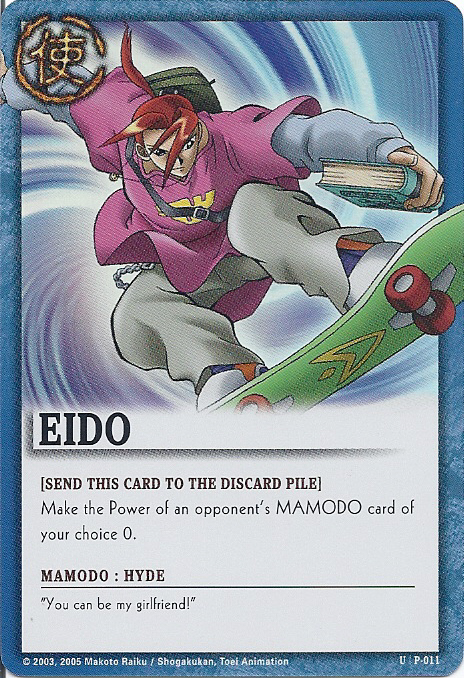 使
EIDO
[SEND THIS CARD TO THE DISCARD PILE]
Make the Power of an opponent's MAMODO card of
your choice 0.
MAMODO : HYDE
"You can be my girlfriend!"
© 2003, 2005 Makoto Raiku / Shogakukan, Toei Animation
U P-011